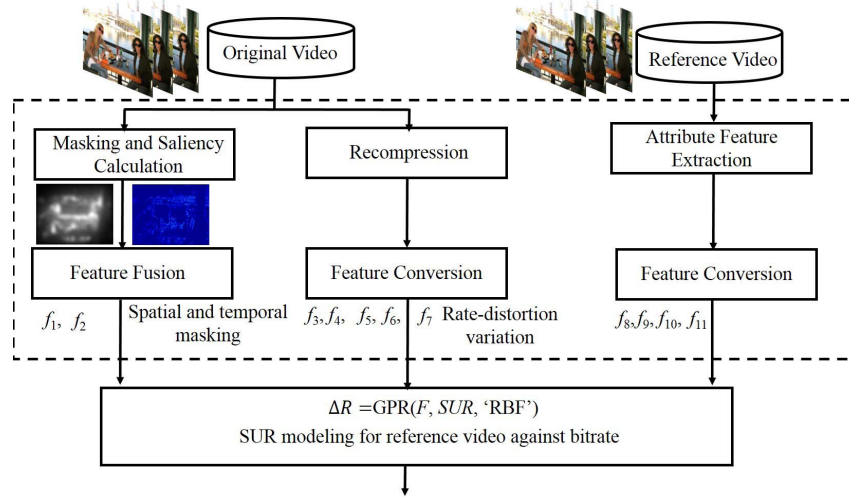 Original Video
Reference Video
Masking and Saliency
Calculation
Recompression
Attribute Feature
Extraction
Feature Fusion
Feature Conversion
Feature Conversion
f1, f2
Spatial and temporal
masking
f3, f4, f5, f6, f7
Rate-distortion
variation
f8, f9, f10, f11
ΔR =GPR(F, SUR, ‘RBF’)
SUR modeling for reference video against bitrate